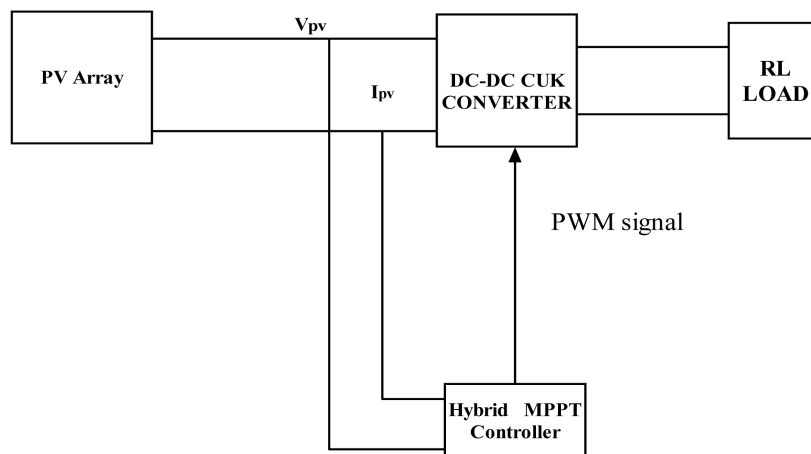 Vpv
PV Array
Ipv
DC-DC CUK
CONVERTER
RL
LOAD
PWM signal
Hybrid MPPT
Controller